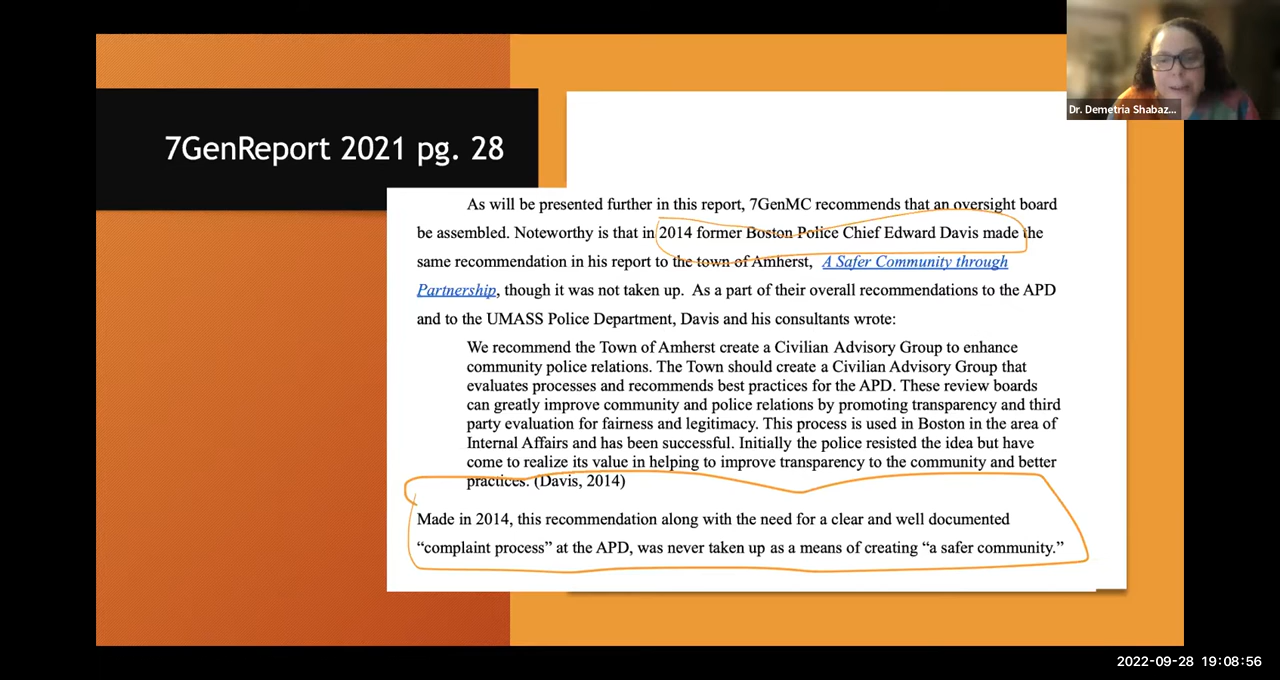 Dr. Demetria Shabaz...
7GenReport 2021 pg. 28
As will be presented further in this report, 7GenMC recommends that an oversight board
be assembled. Noteworthy is that in 2014 former Boston Police Chief Edward Davis made the
same recommendation in his report to the town of Amherst, A Safer Community through
Partnership, though it was not taken up. As a part of their overall recommendations to the APD
and to the UMASS Police Department, Davis and his consultants wrote:
We recommend the Town of Amherst create a Civilian Advisory Group to enhance
community police relations. The Town should create a Civilian Advisory Group that
evaluates processes and recommends best practices for the APD. These review boards
can greatly improve community and police relations by promoting transparency and third
party evaluation for fairness and legitimacy. This process is used in Boston in the area of
Internal Affairs and has been successful. Initially the police resisted the idea but have
come to realize its value in helping to improve transparency to the community and better
practices. (Davis, 2014)
Made in 2014, this recommendation along with the need for a clear and well documented
“complaint process” at the APD, was never taken up as a means of creating “a safer community.”
2022-09-28 19:08:56